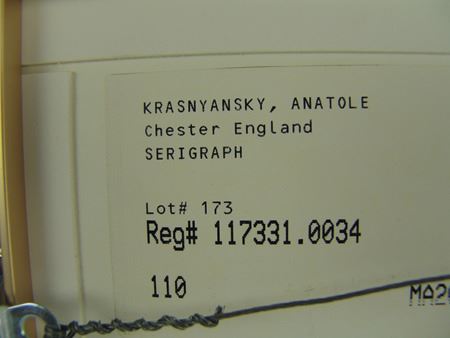 KRASNYANSKY, ANATOLE
Chester England
SERIGRAPH
Lot# 173
Reg# 117331.0034
110